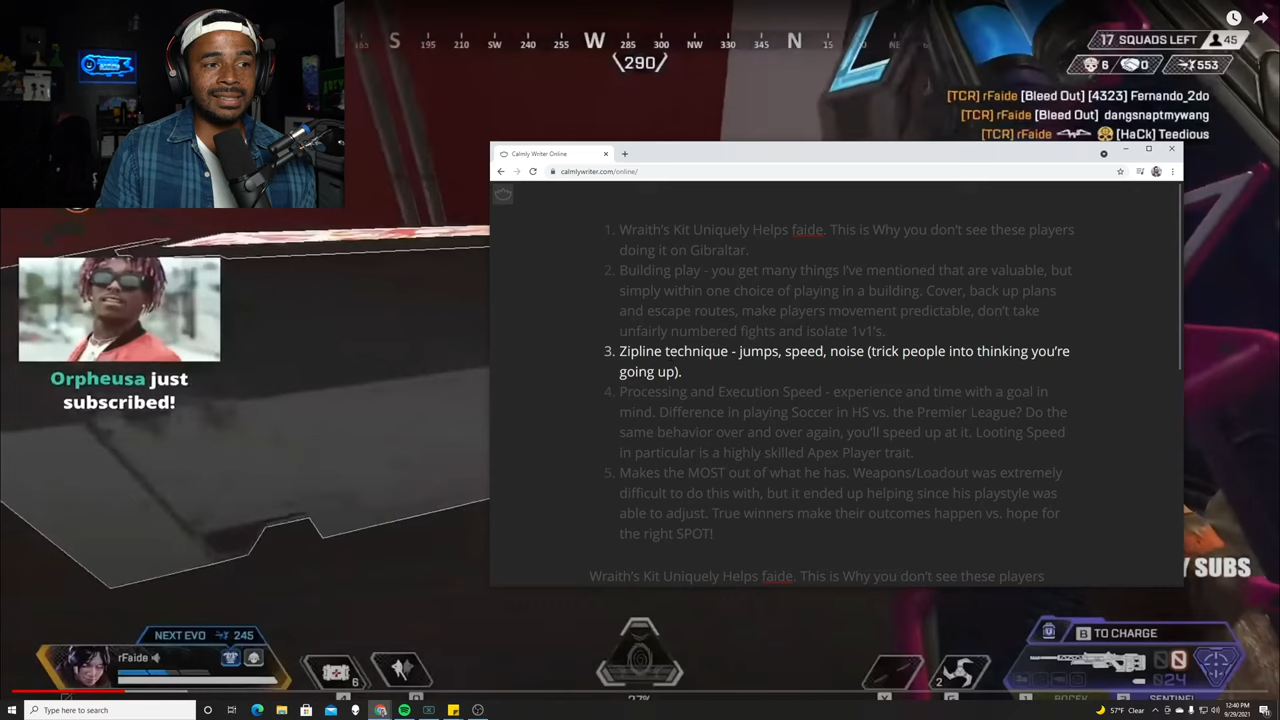 165 S 195 210 SW 240 255 W 285 300 NW 330 345 N 15 NE
290
17 SQUADS LEFT 45
6 0 553
[TCR] rFaide [Bleed Out] [4323] Fernando_2do
[TCR] rFaide [Bleed Out] dangsnaptmywang
[TCR] rFaide [HaCk] Teedious
Calmly Writer Online
calmlywriter.com/online/
1. Wraith's Kit Uniquely Helps faide. This is Why you don't see these players
doing it on Gibraltar.
2. Building play - you get many things I've mentioned that are valuable, but
simply within one choice of playing in a building. Cover, back up plans
and escape routes, make players movement predictable, don't take
unfairly numbered fights and isolate 1v1's.
3. Zipline technique - jumps, speed, noise (trick people into thinking you're
going up).
4. Processing and Execution Speed - experience and time with a goal in
mind. Difference in playing Soccer in HS vs. the Premier League? Do the
same behavior over and over again, you'll speed up at it. Looting Speed
in particular is a highly skilled Apex Player trait.
5. Makes the MOST out of what he has. Weapons/Loadout was extremely
difficult to do this with, but it ended up helping since his playstyle was
able to adjust. True winners make their outcomes happen vs. hope for
the right SPOT!
Wraith's Kit Uniquely Helps faide. This is Why you don't see these players
Orpheusa just
subscribed!
SUBS
NEXT EVO 245
rFaide
6
2
B TO CHARGE
0
24
SENTINEL
Type here to search
57°F Clear
12:40 PM
9/29/2021